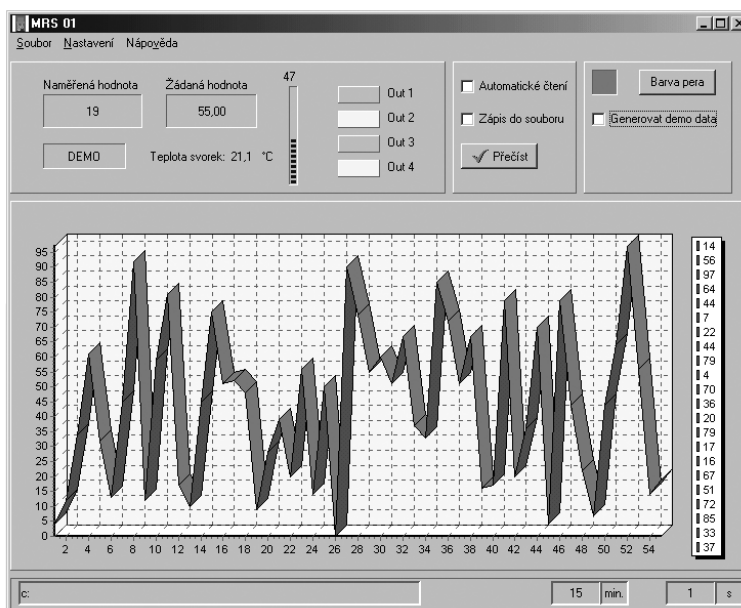 MRS 01
Soubor Nastavení Nápověda
Naměřená hodnota
19
Žádaná hodnota
55,00
DEMO
Teplota svorek: 21,1 °C
47
Out 1
Out 2
Out 3
Out 4
Automatické čtení
Zápis do souboru
Přečíst
Barva pera
Generovat demo data
95
90
85
80
75
70
65
60
55
50
45
40
35
30
25
20
15
10
5
0
2 4 6 8 10 12 14 16 18 20 22 24 26 28 30 32 34 36 38 40 42 44 46 48 50 52 54
14
56
97
64
44
7
22
44
79
4
70
36
20
79
17
16
67
51
72
85
33
37
c:
15 min.
1 s